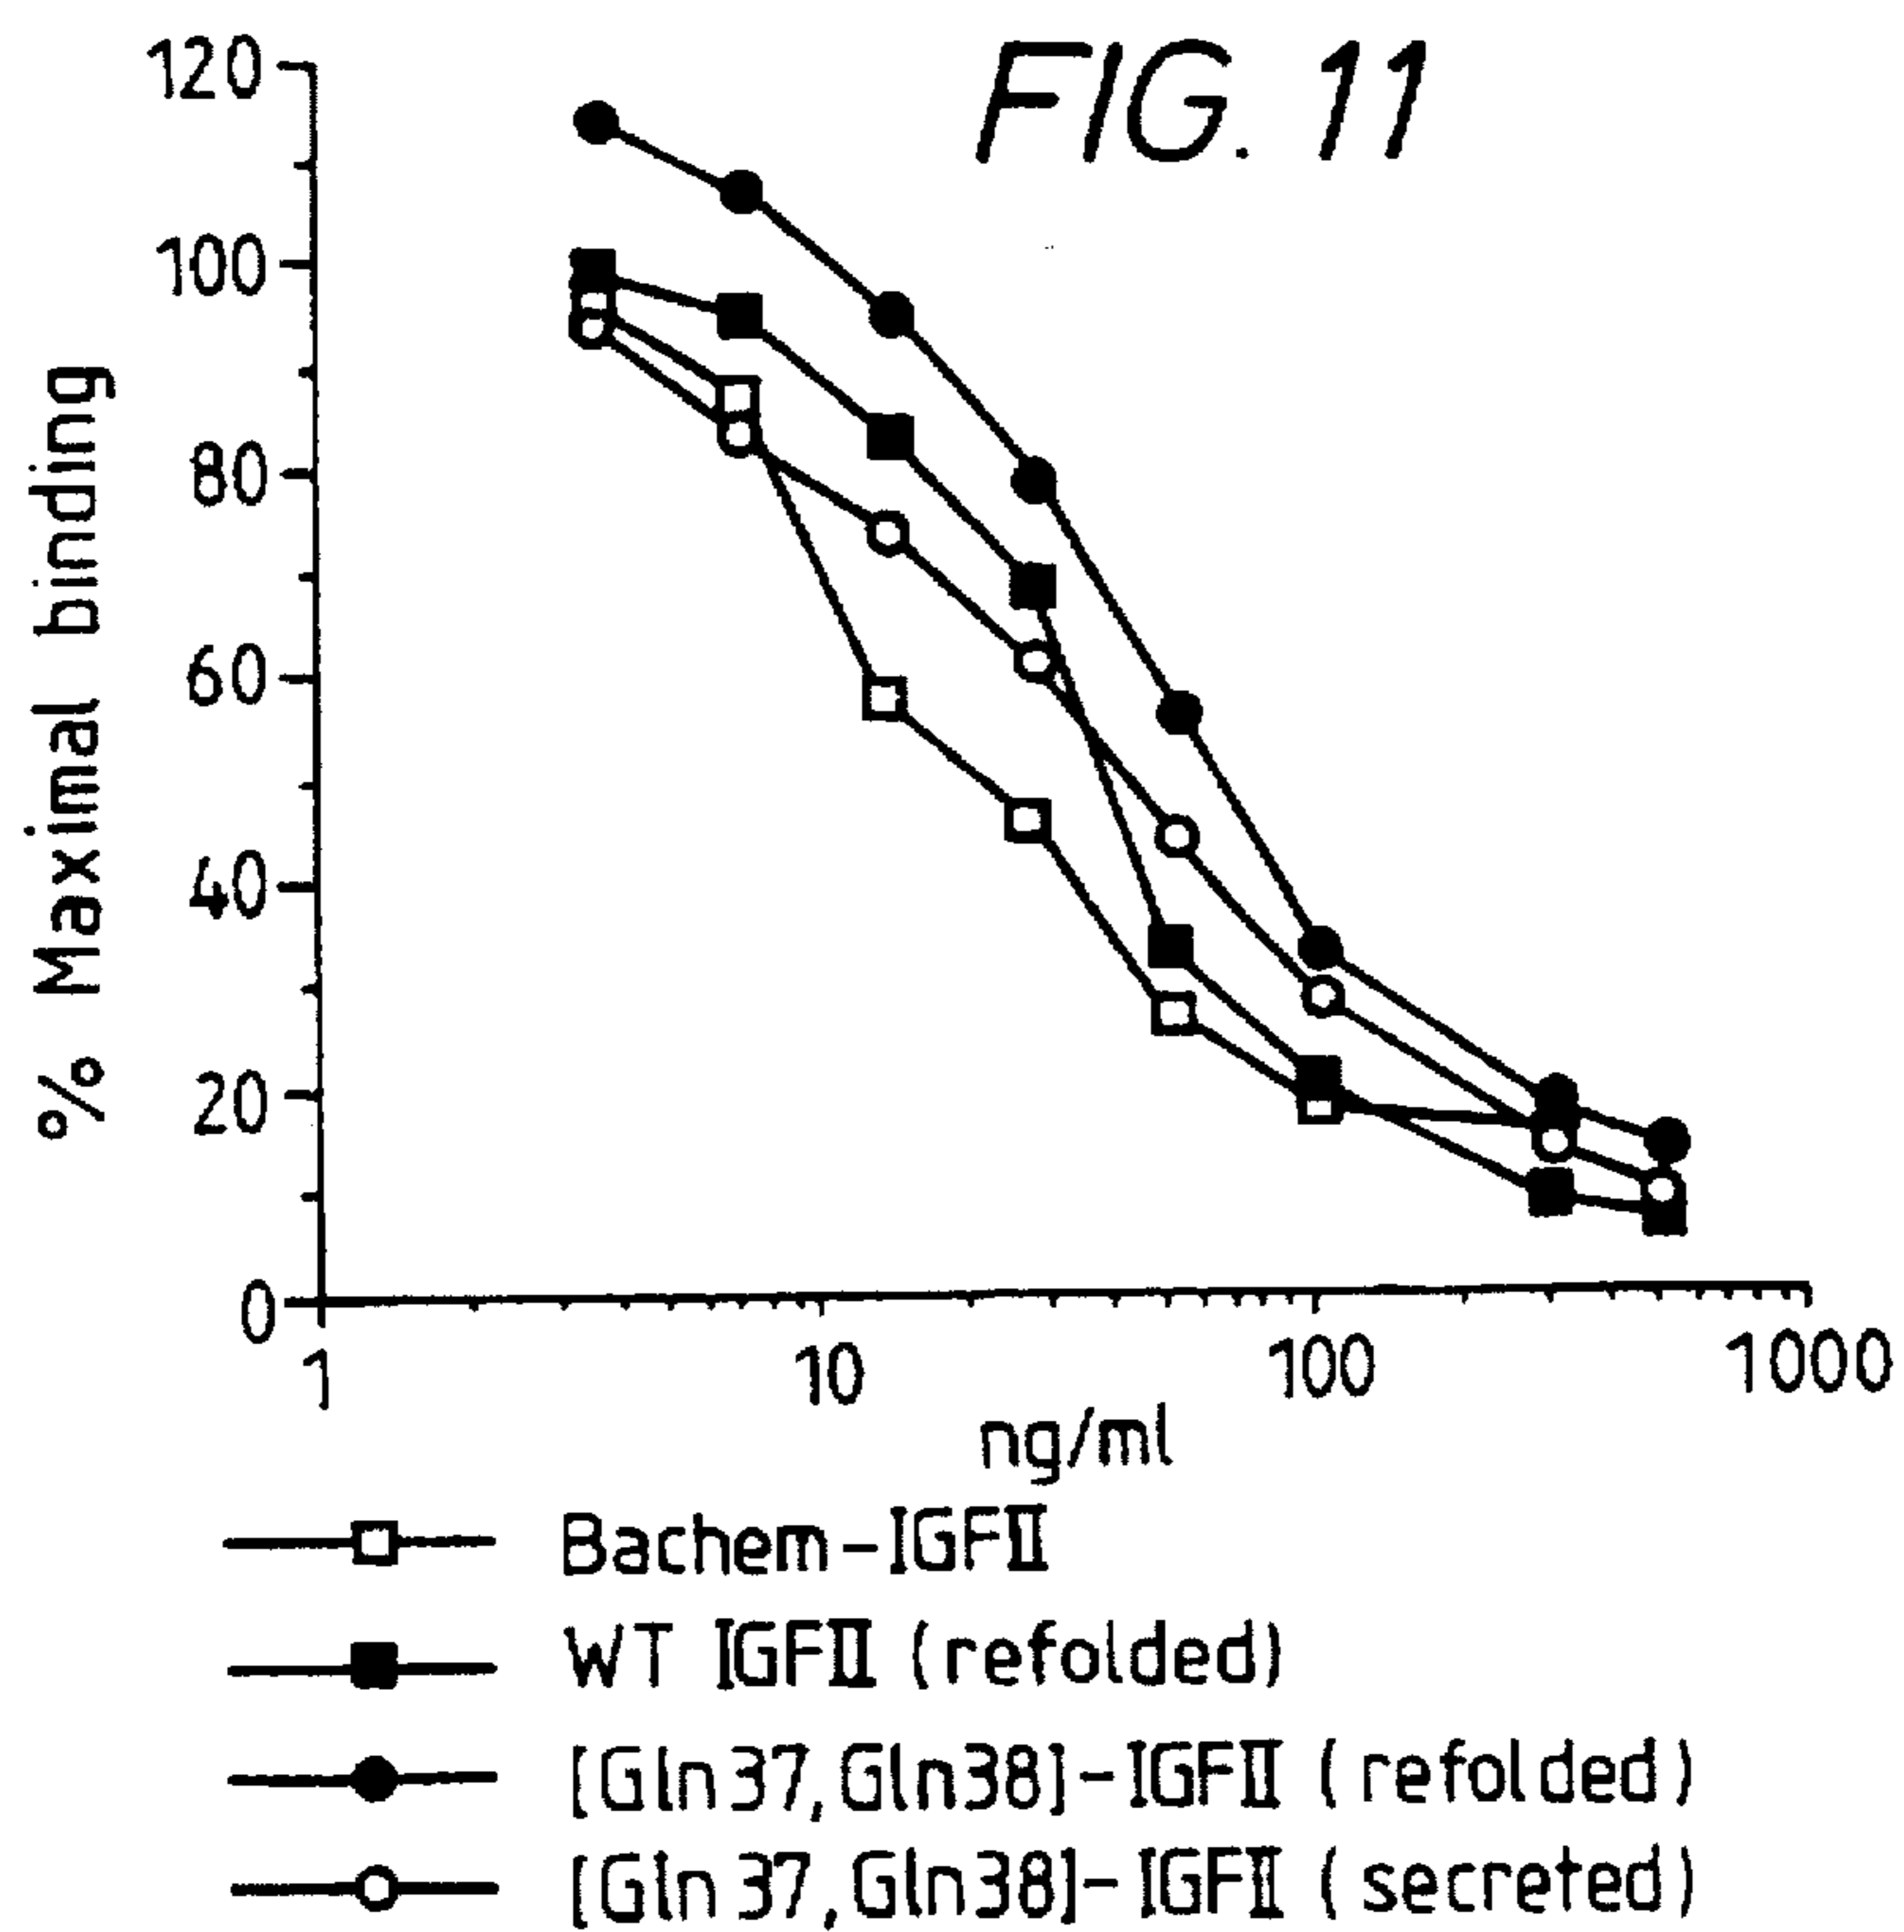 FIG. 11
120
100
80
60
40
20
0
% Maximal binding
1 10 100 1000
ng/ml
Bachem-IGFII
WT IGFII (refolded)
[Gln37,Gln38]-IGFII (refolded)
[Gln37,Gln38]-IGFII (secreted)